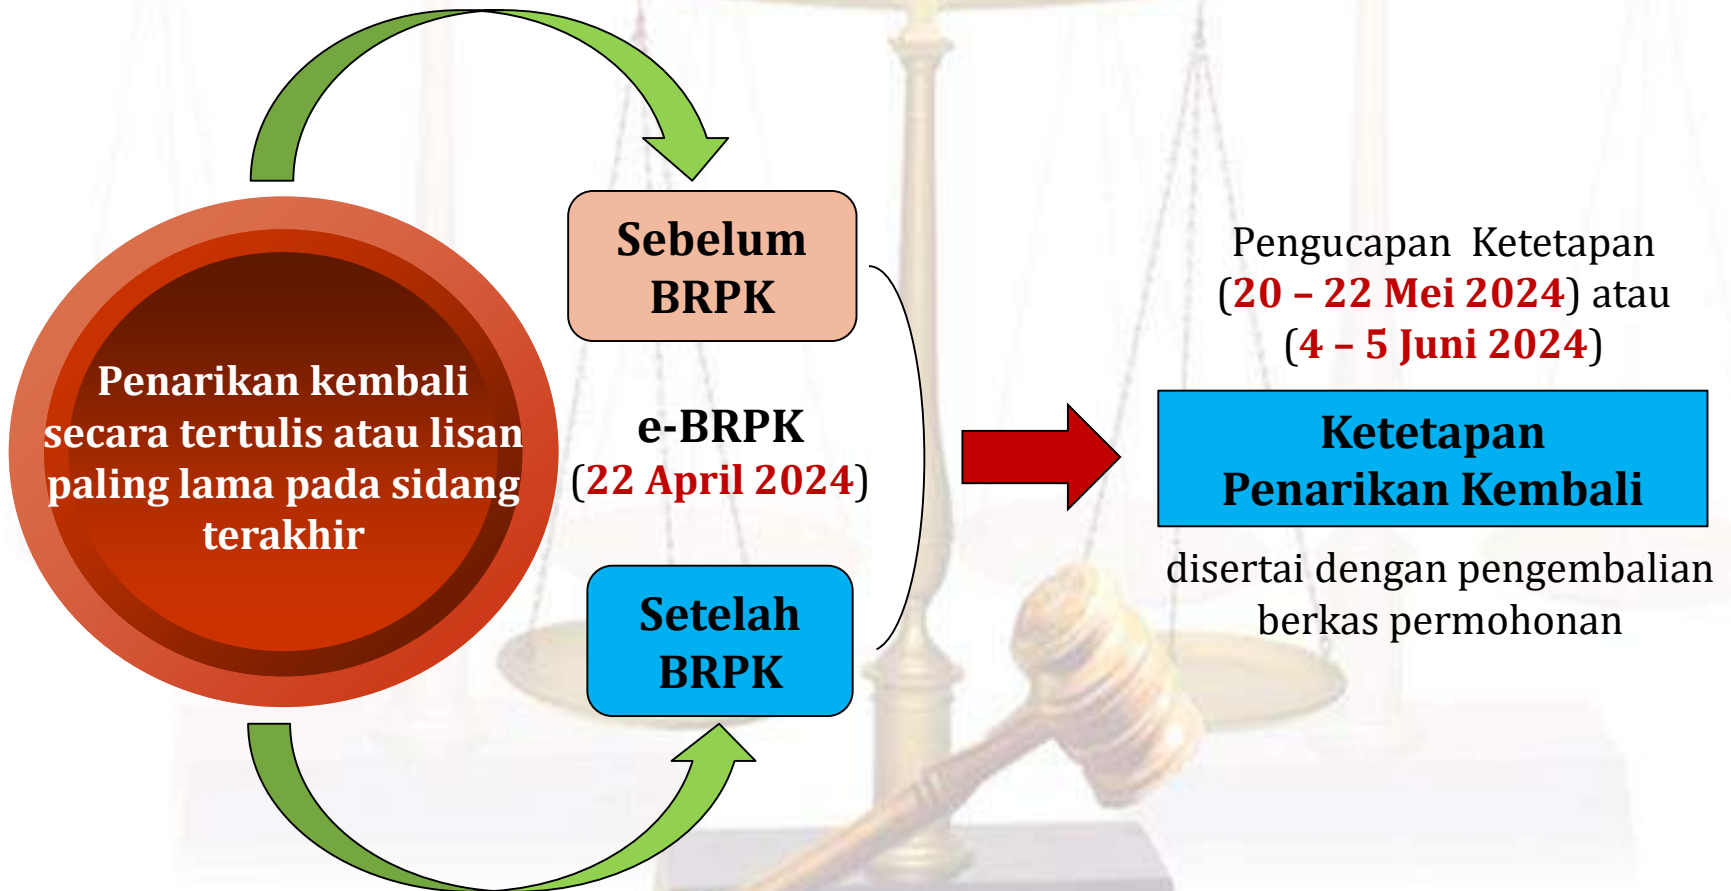 Penarikan kembali
secara tertulis atau lisan
paling lama pada sidang
terakhir
Sebelum
BRPK
e-BRPK
(22 April 2024)
Setelah
BRPK
Pengucapan Ketetapan
(20 – 22 Mei 2024) atau
(4 – 5 Juni 2024)
Ketetapan
Penarikan Kembali
disertai dengan pengembalian
berkas permohonan